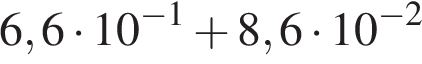 6,6 · 10⁻¹ + 8,6 · 10⁻²